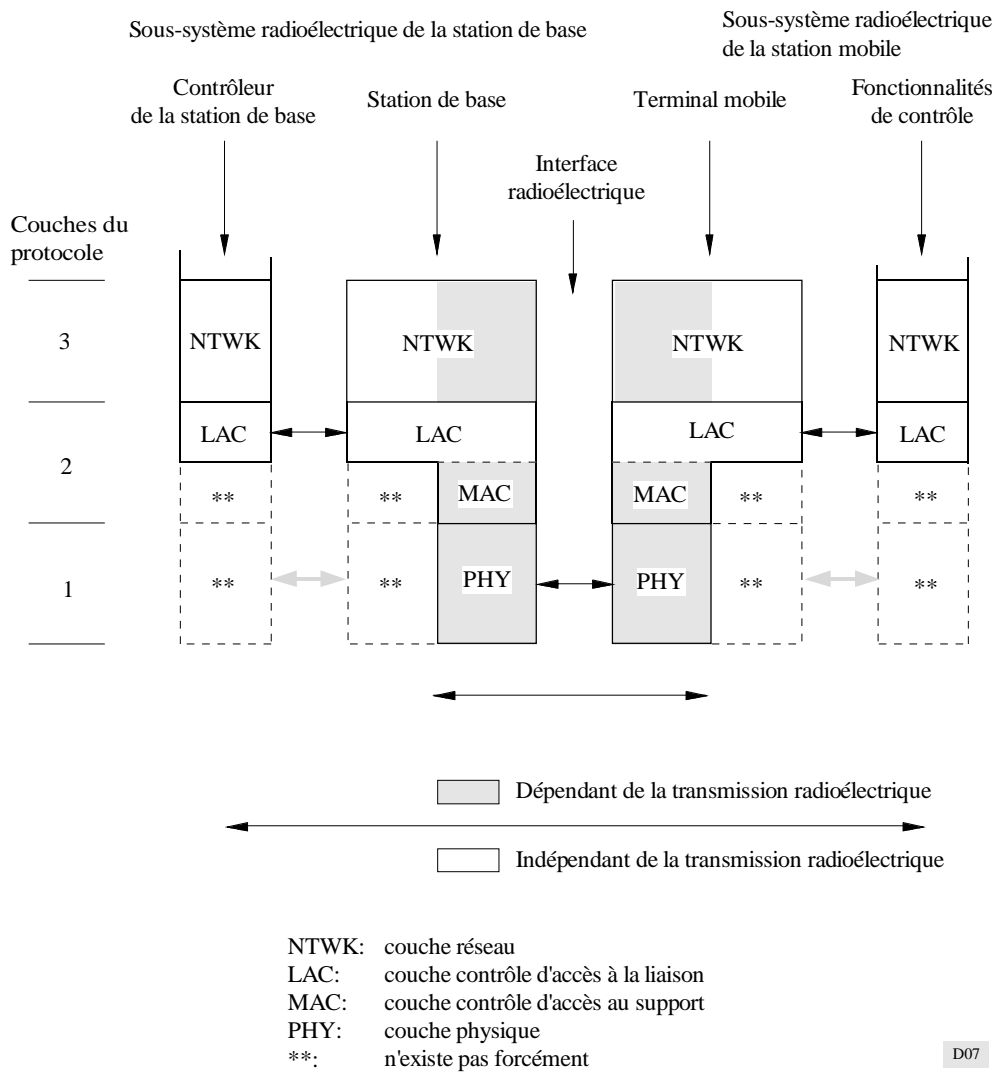 Sous-système radioélectrique de la station de base
Sous-système radioélectrique
de la station mobile
Contrôleur
de la station de base
Station de base
Terminal mobile
Fonctionnalités
de contrôle
Interface
radioélectrique
Couches du
protocole
3
NTWK
NTWK
NTWK
NTWK
LAC
LAC
LAC
LAC
2
**
**
MAC
MAC
**
**
1
**
**
PHY
PHY
**
**
Dépendant de la transmission radioélectrique
Indépendant de la transmission radioélectrique
NTWK: couche réseau
LAC: couche contrôle d'accès à la liaison
MAC: couche contrôle d'accès au support
PHY: couche physique
**: n'existe pas forcément
D07